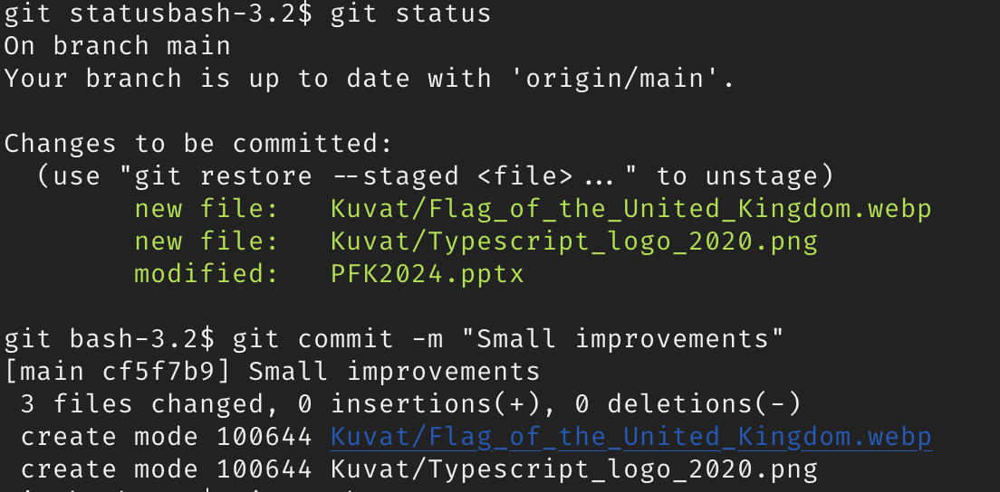 git statusbash-3.2$ git status
On branch main
Your branch is up to date with 'origin/main'.
Changes to be committed:
(use "git restore --staged <file>..." to unstage)
new file: Kuvat/Flag_of_the_United_Kingdom.webp
new file: Kuvat/Typescript_logo_2020.png
modified: PFK2024.pptx
git bash-3.2$ git commit -m "Small improvements"
[main cf5f7b9] Small improvements
3 files changed, 0 insertions(+), 0 deletions(-)
create mode 100644 Kuvat/Flag_of_the_United_Kingdom.webp
create mode 100644 Kuvat/Typescript_logo_2020.png